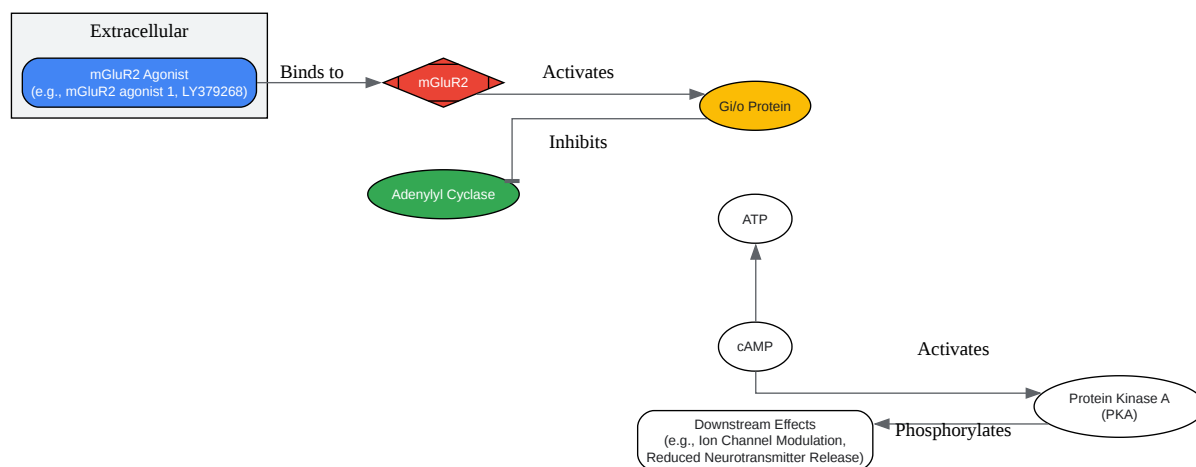 Extracellular
mGluR2 Agonist
(e.g., mGluR2 agonist 1, LY379268)
Binds to
mGluR2
Activates
Gi/o Protein
Inhibits
Adenylyl Cyclase
ATP
cAMP
Activates
Protein Kinase A
(PKA)
Phosphorylates
Downstream Effects
(e.g., Ion Channel Modulation,
Reduced Neurotransmitter Release)